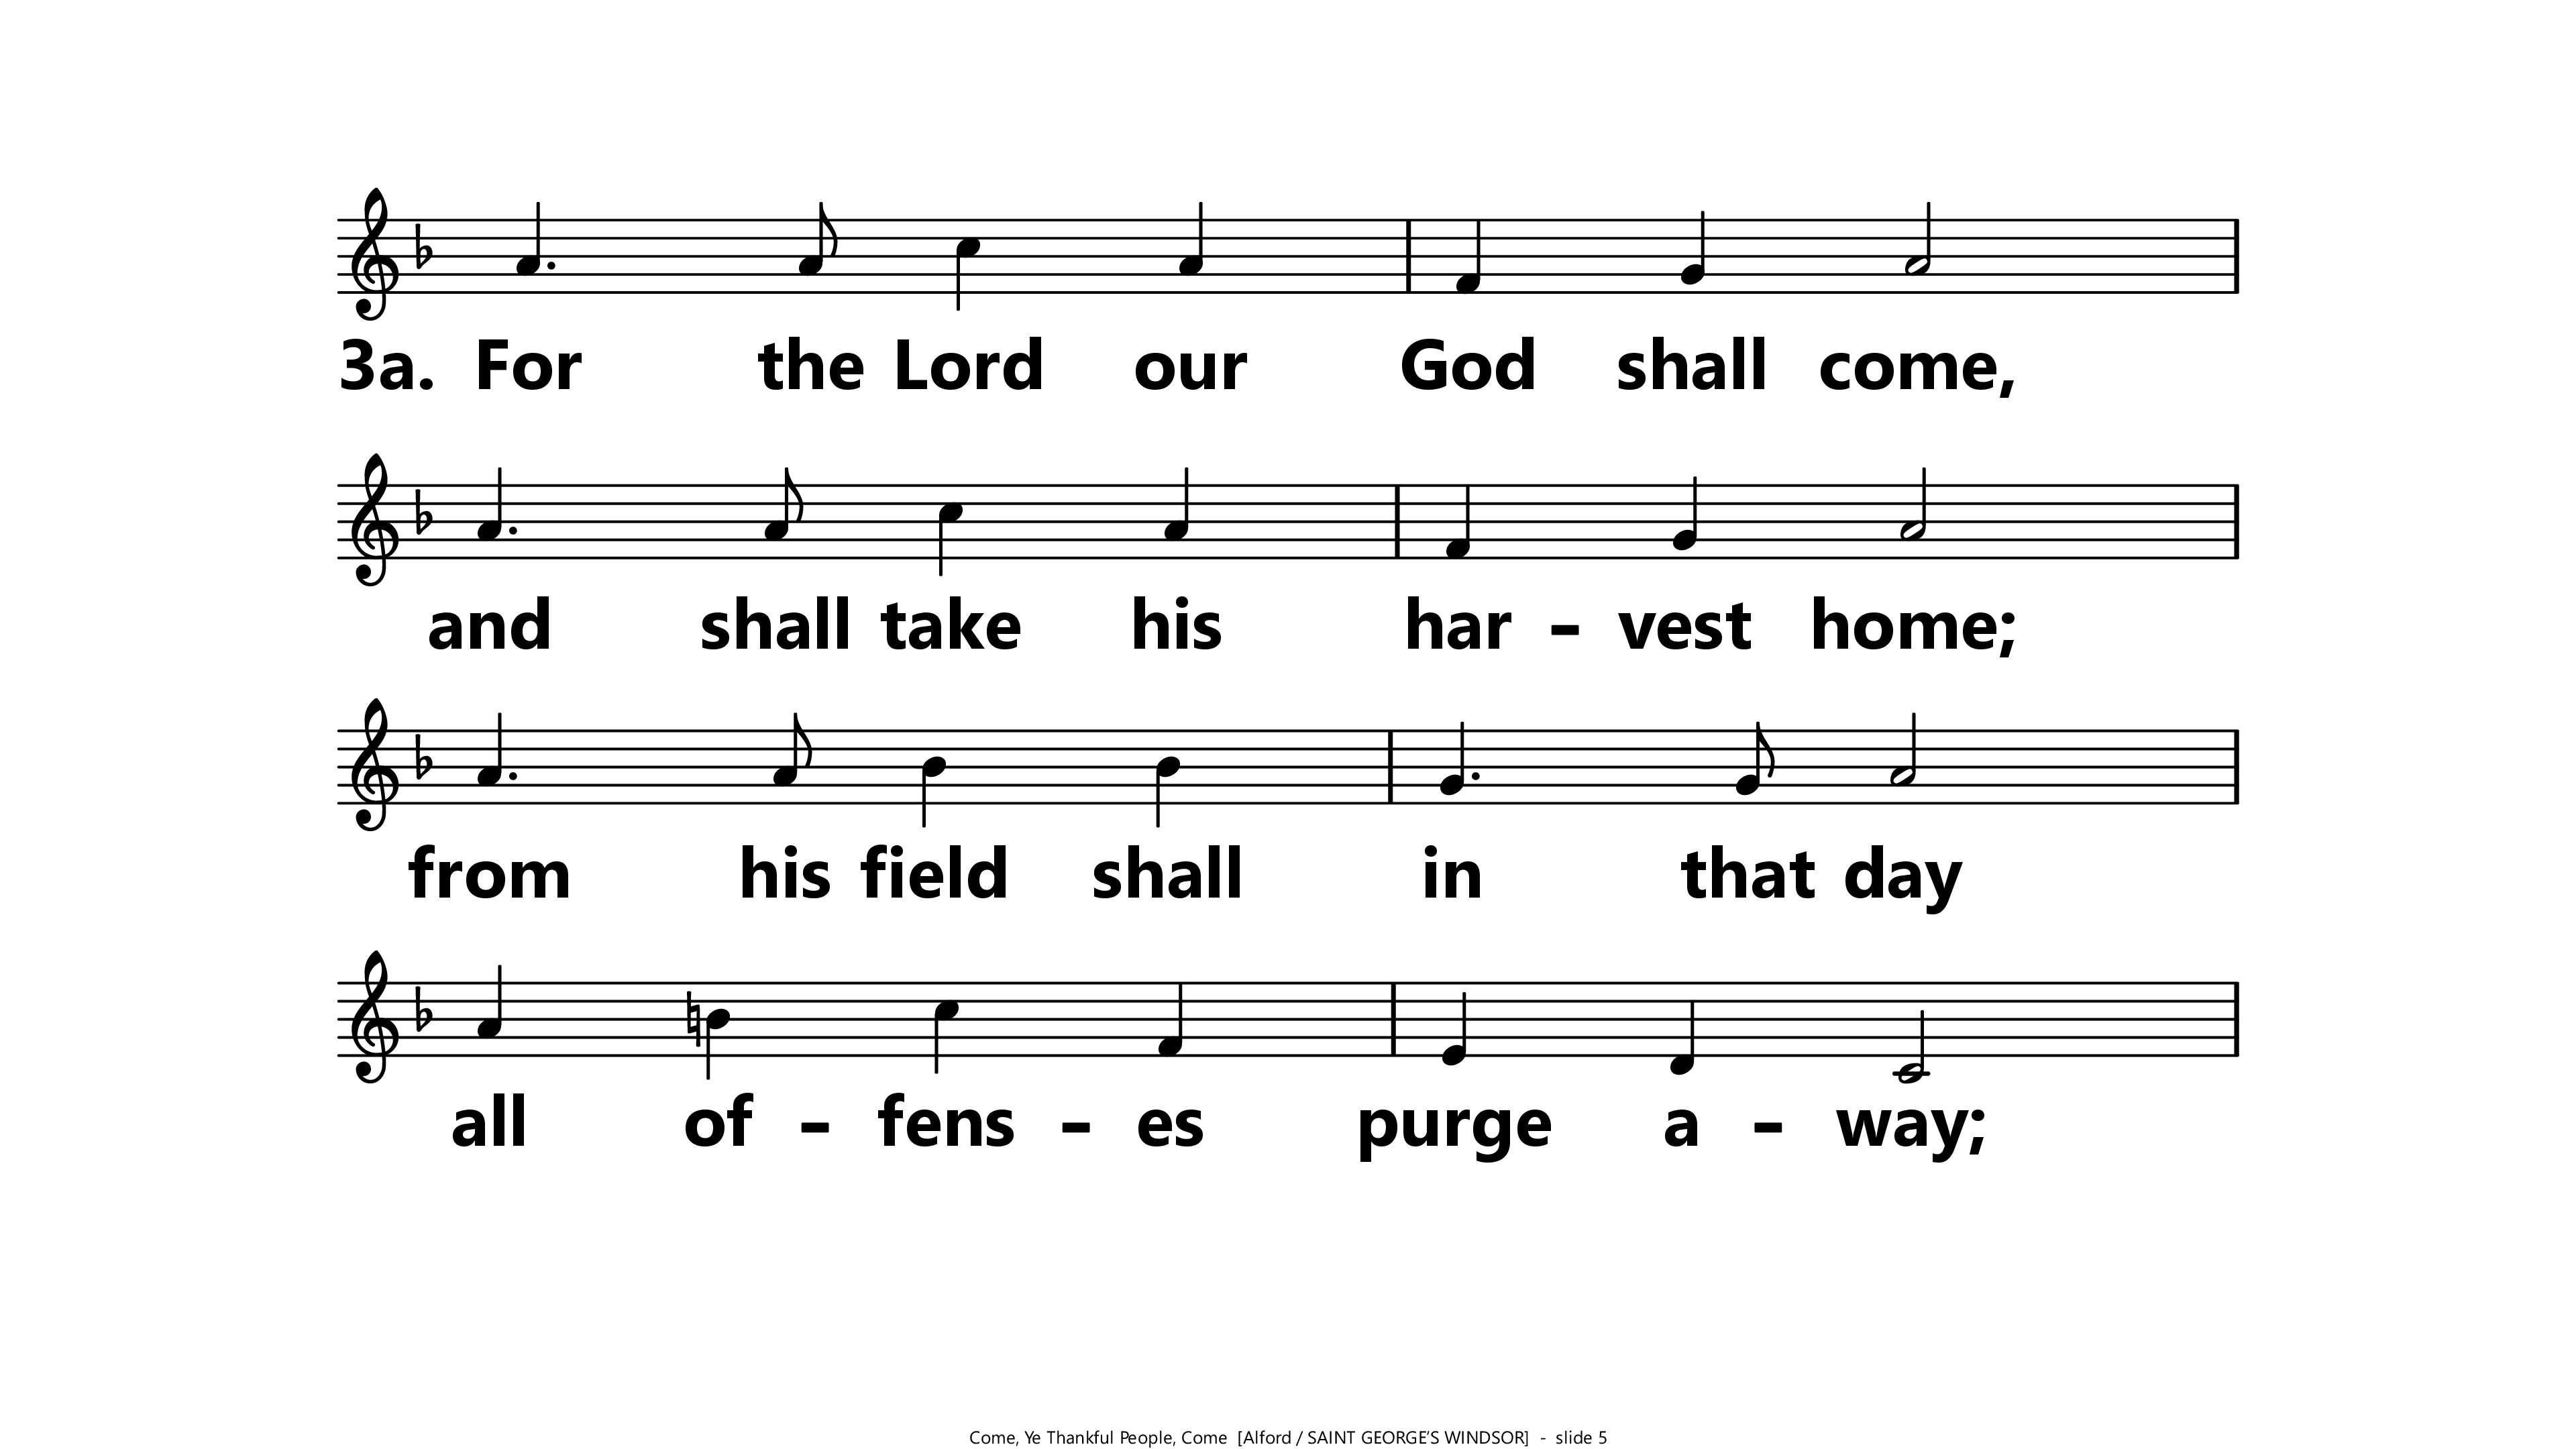 3a. For the Lord our God shall come,
and shall take his har - vest home;
from his field shall in that day
all of - fens - es purge a - way;
Come, Ye Thankful People, Come [Alford / SAINT GEORGE’S WINDSOR] - slide 5